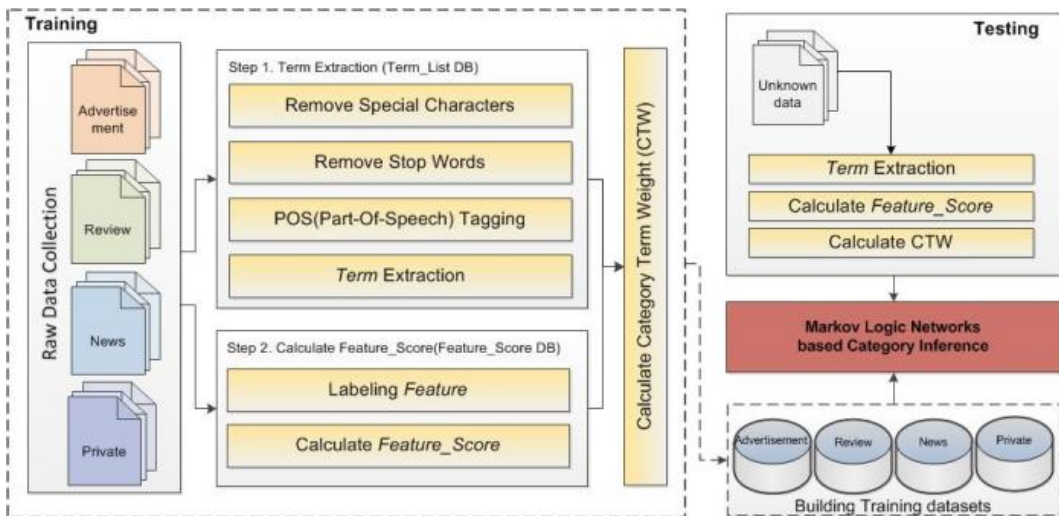 Training
Raw Data Collection
Advertise
ment
Review
News
Private
Step 1. Term Extraction (Term_List DB)
Remove Special Characters
Remove Stop Words
POS(Part-Of-Speech) Tagging
Term Extraction
Step 2. Calculate Feature_Score(Feature_Score DB)
Labeling Feature
Calculate Feature_Score
Calculate Category Term Weight (CTW)
Testing
Unknown
data
Term Extraction
Calculate Feature_Score
Calculate CTW
Markov Logic Networks
based Category Inference
Advertisement
Review
News
Private
Building Training datasets